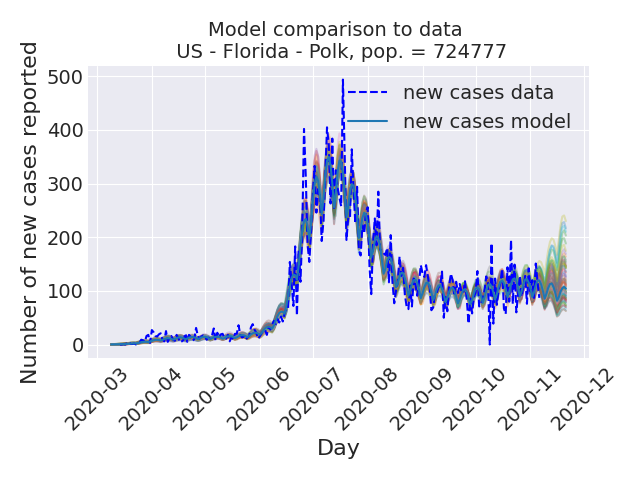 Model comparison to data
US - Florida - Polk, pop. = 724777
Number of new cases reported
500
400
300
200
100
0
new cases data
new cases model
2020-03
2020-04
2020-05
2020-06
2020-07
2020-08
2020-09
2020-10
2020-11
2020-12
Day